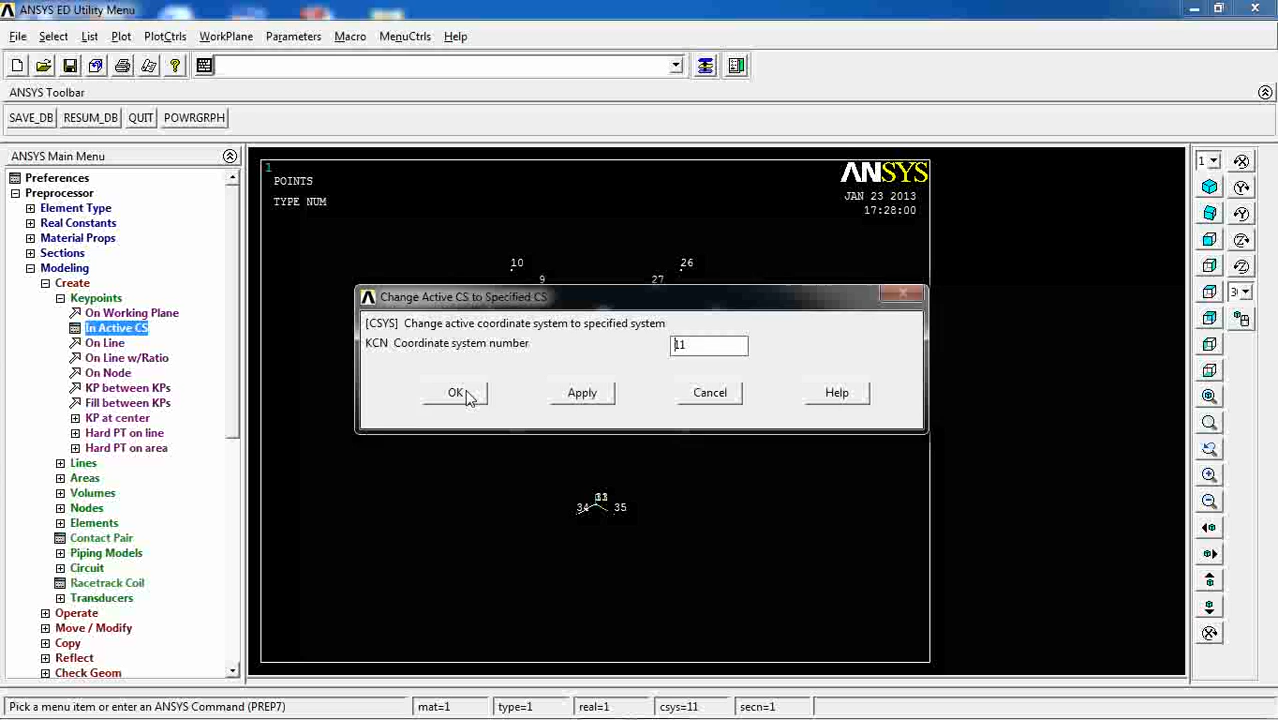 ANSYS ED Utility Menu
File Select List Plot PlotCtrls WorkPlane Parameters Macro MenuCtrls Help
ANSYS Toolbar
SAVE_DB RESUM_DB QUIT POWRGRPH
ANSYS Main Menu
Preferences
Preprocessor
Element Type
Real Constants
Material Props
Sections
Modeling
Create
Keypoints
On Working Plane
In Active CS
On Line
On Line w/Ratio
On Node
KP between KPs
Fill between KPs
KP at center
Hard PT on line
Hard PT on area
Lines
Areas
Volumes
Nodes
Elements
Contact Pair
Piping Models
Circuit
Racetrack Coil
Transducers
Operate
Move / Modify
Copy
Reflect
Check Geom
1
POINTS
TYPE NUM
ANSYS
JAN 23 2013
17:28:00
10
26
9
27
Change Active CS to Specified CS
[CSYS] Change active coordinate system to specified system
KCN Coordinate system number 11
OK Apply Cancel Help
34
35
1
Pick a menu item or enter an ANSYS Command (PREP7) mat=1 type=1 real=1 csys=11 secn=1